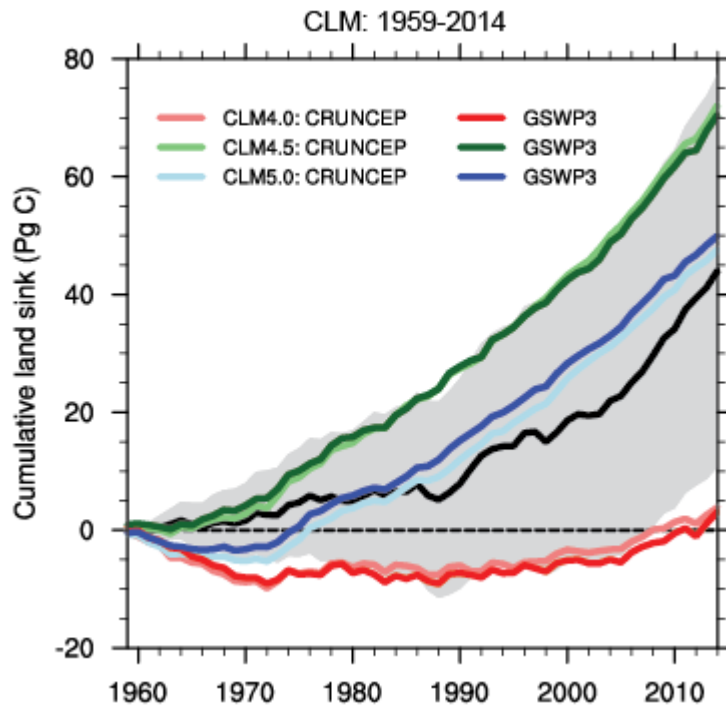 CLM: 1959-2014
80
60
40
20
0
-20
Cumulative land sink (Pg C)
CLM4.0: CRUNCEP GSWP3
CLM4.5: CRUNCEP GSWP3
CLM5.0: CRUNCEP GSWP3
1960 1970 1980 1990 2000 2010